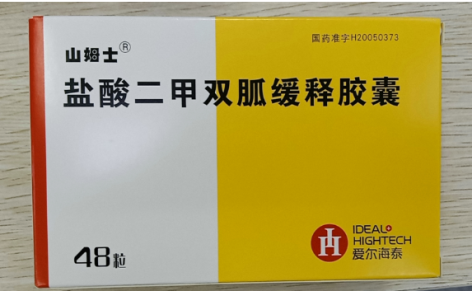 国药准字H20050373
山姆士®
盐酸二甲双胍缓释胶囊
IDEAL
HIGHTECH
爱尔海泰
48粒